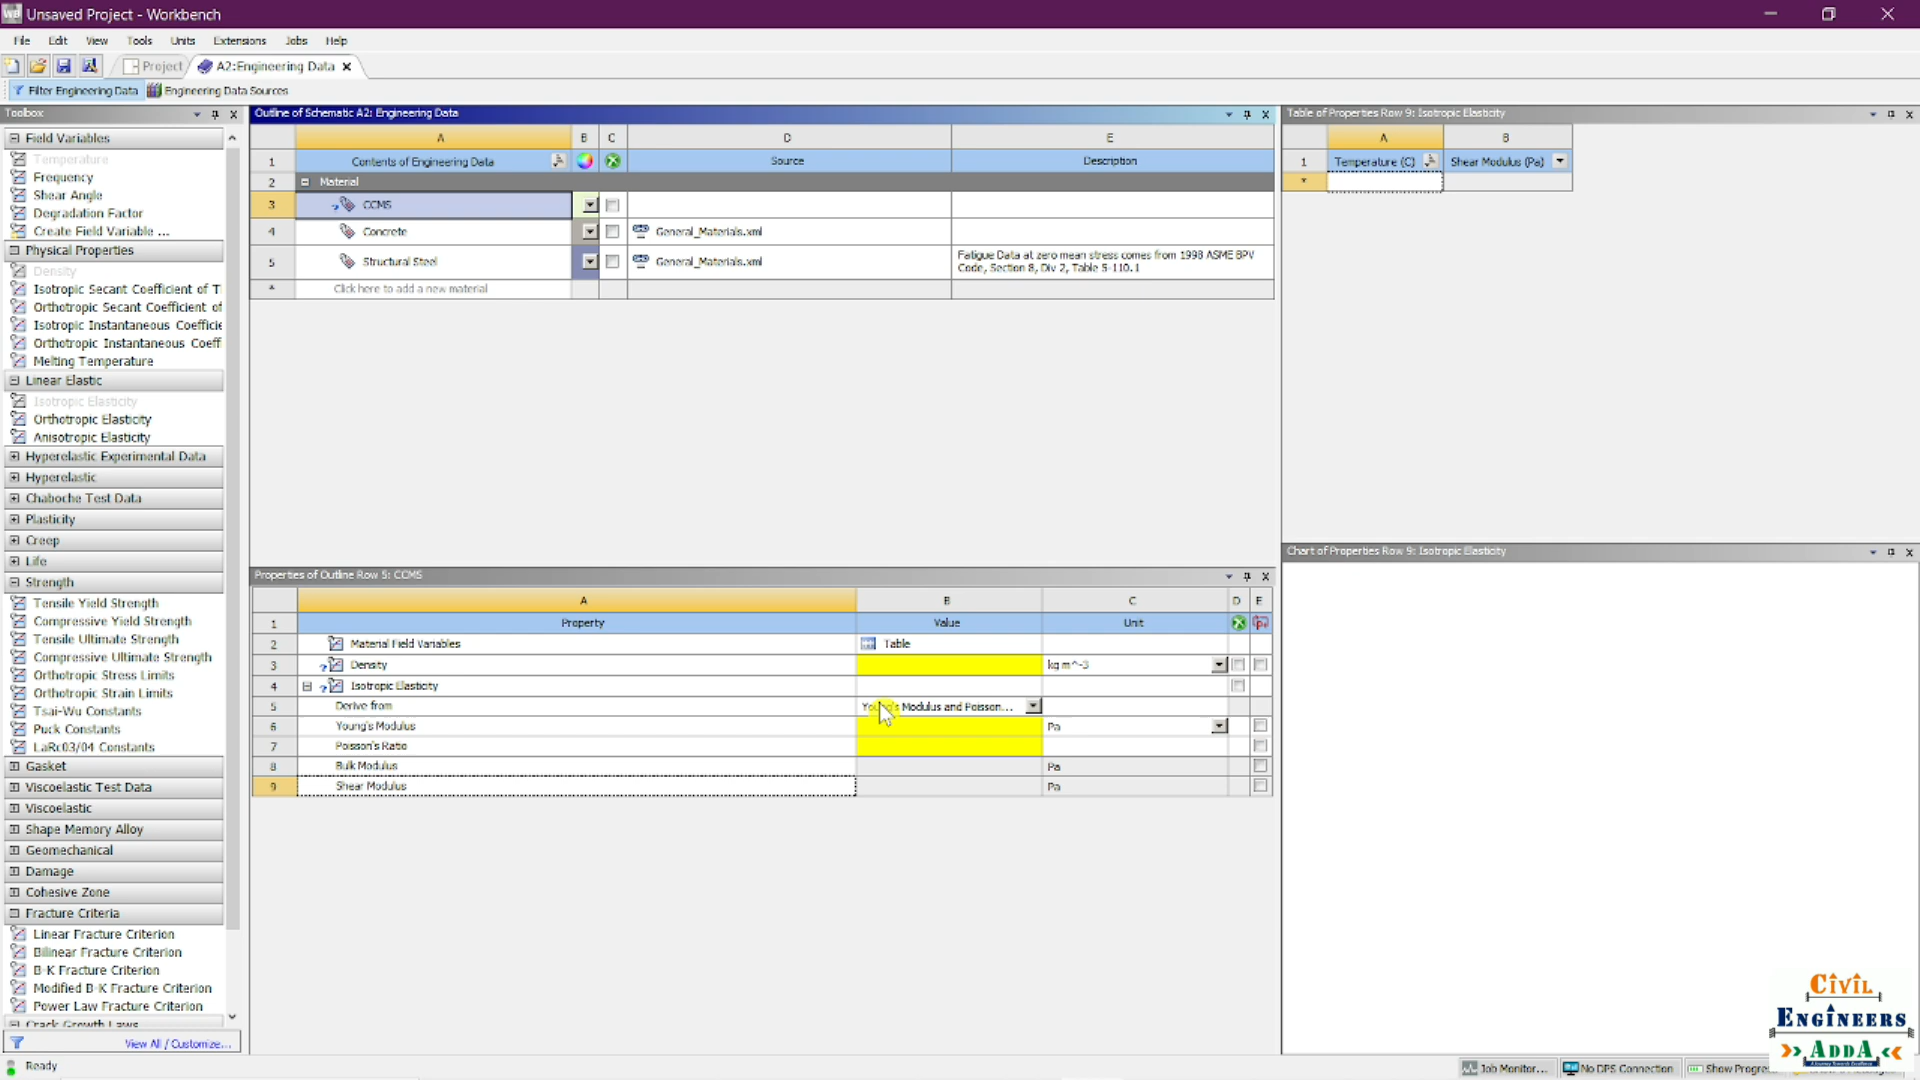 Unsaved Project - Workbench
File Edit View Tools Units Extensions Jobs Help
Project A2:Engineering Data
Filter Engineering Data Engineering Data Sources
Toolbox
Field Variables
Temperature
Frequency
Shear Angle
Degradation Factor
Create Field Variable ...
Physical Properties
Density
Isotropic Secant Coefficient of T
Orthotropic Secant Coefficient of
Isotropic Instantaneous Coefficie
Orthotropic Instantaneous Coeff
Melting Temperature
Linear Elastic
Isotropic Elasticity
Orthotropic Elasticity
Anisotropic Elasticity
Hyperelastic Experimental Data
Hyperelastic
Chaboche Test Data
Plasticity
Creep
Life
Strength
Tensile Yield Strength
Compressive Yield Strength
Tensile Ultimate Strength
Compressive Ultimate Strength
Orthotropic Stress Limits
Orthotropic Strain Limits
Tsai-Wu Constants
Puck Constants
LaRc03/04 Constants
Gasket
Viscoelastic Test Data
Viscoelastic
Shape Memory Alloy
Geomechanical
Damage
Cohesive Zone
Fracture Criteria
Linear Fracture Criterion
Bilinear Fracture Criterion
B-K Fracture Criterion
Modified B-K Fracture Criterion
Power Law Fracture Criterion
Crack Growth Laws
View All / Customize...
Outline of Schematic A2: Engineering Data
A B C D E
1 Contents of Engineering Data Source Description
2 Material
3 CCMS
4 Concrete General_Materials.xml
5 Structural Steel General_Materials.xml Fatigue Data at zero mean stress comes from 1998 ASME BPV
Code, Section 8, Div 2, Table 5-110.1
* Click here to add a new material
Properties of Outline Row 5: CCMS
A B C D E
1 Property Value Unit
2 Material Field Variables Table
3 Density kg m^-3
4 Isotropic Elasticity
5 Derive from Young's Modulus and Poisson...
6 Young's Modulus Pa
7 Poisson's Ratio
8 Bulk Modulus Pa
9 Shear Modulus Pa
Table of Properties Row 9: Isotropic Elasticity
A B
1 Temperature (C) Shear Modulus (Pa)
*
Chart of Properties Row 9: Isotropic Elasticity
CIVIL
ENGINEERS
ADDA
Ready
Job Monitor... No DPS Connection Show Progres